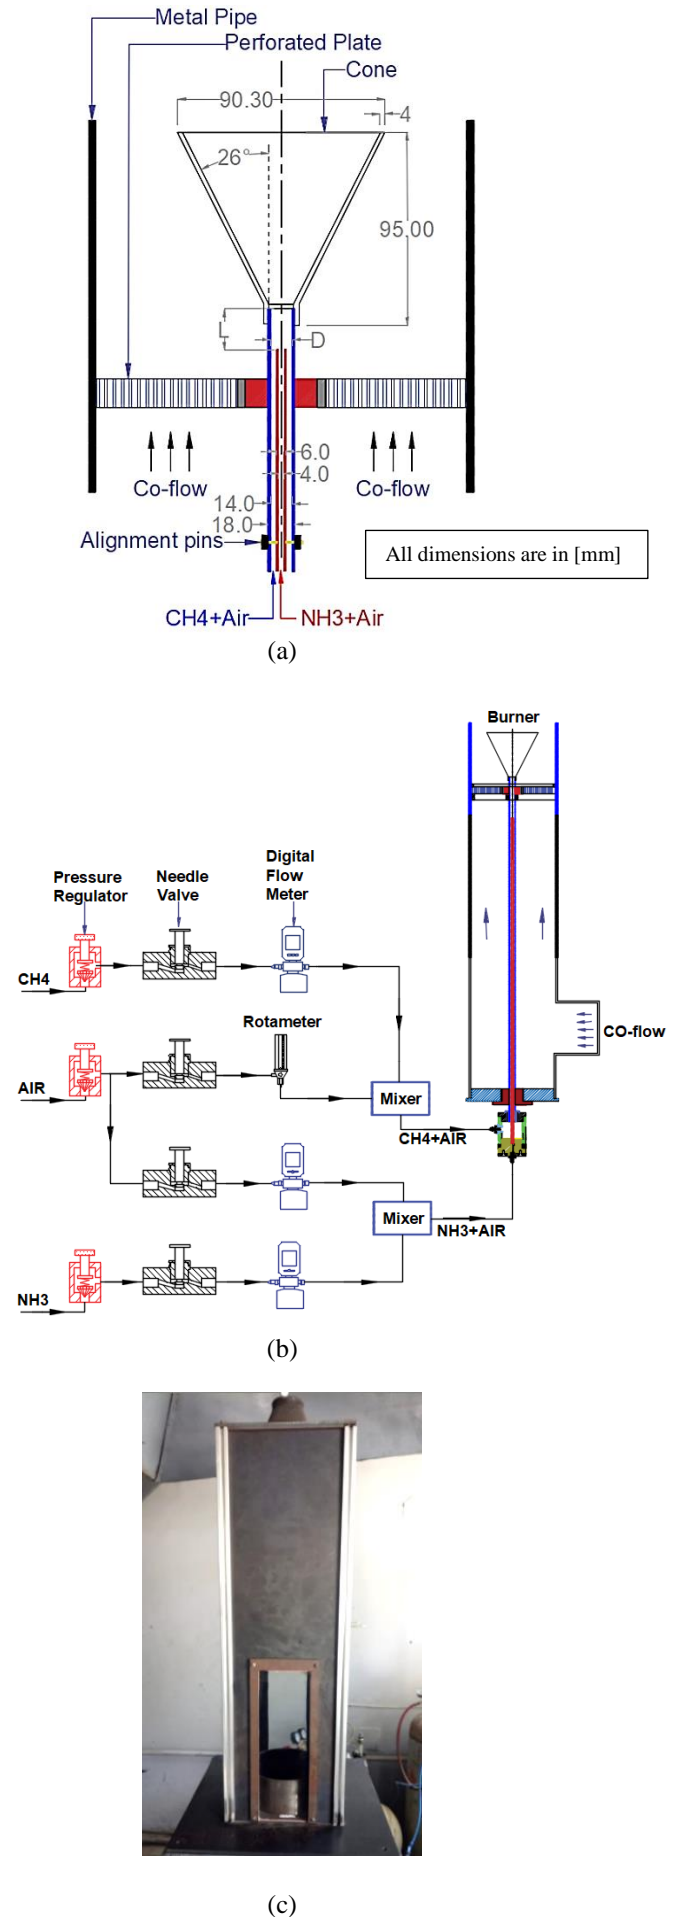 Metal Pipe
Perforated Plate
Cone
90.30
4
26°
95.00
L
D
6.0
Co-flow
Co-flow
4.0
14.0
18.0
Alignment pins
All dimensions are in [mm]
CH4+Air
NH3+Air
(a)
Burner
Digital
Flow
Meter
Pressure
Regulator
Needle
Valve
CH4
Rotameter
CO-flow
AIR
Mixer
CH4+AIR
Mixer
NH3+AIR
NH3
(b)
(c)